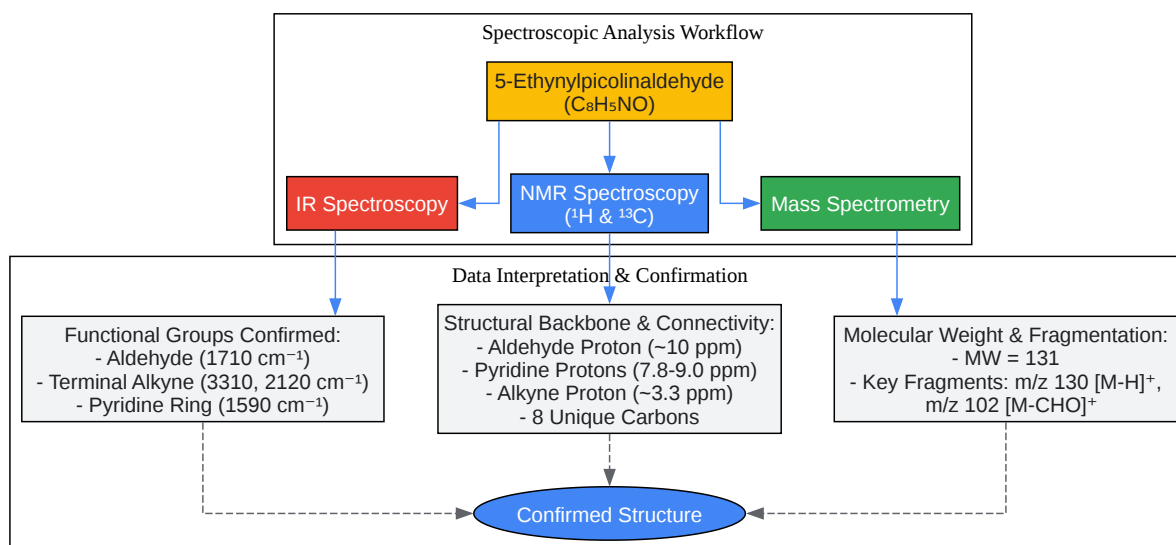 Spectroscopic Analysis Workflow
5-Ethynylpicolinaldehyde
(C₈H₅NO)
IR Spectroscopy
NMR Spectroscopy
(¹H & ¹³C)
Mass Spectrometry
Data Interpretation & Confirmation
Functional Groups Confirmed:
- Aldehyde (1710 cm⁻¹)
- Terminal Alkyne (3310, 2120 cm⁻¹)
- Pyridine Ring (1590 cm⁻¹)
Structural Backbone & Connectivity:
- Aldehyde Proton (~10 ppm)
- Pyridine Protons (7.8-9.0 ppm)
- Alkyne Proton (~3.3 ppm)
- 8 Unique Carbons
Molecular Weight & Fragmentation:
- MW = 131
- Key Fragments: m/z 130 [M-H]⁺,
m/z 102 [M-CHO]⁺
Confirmed Structure